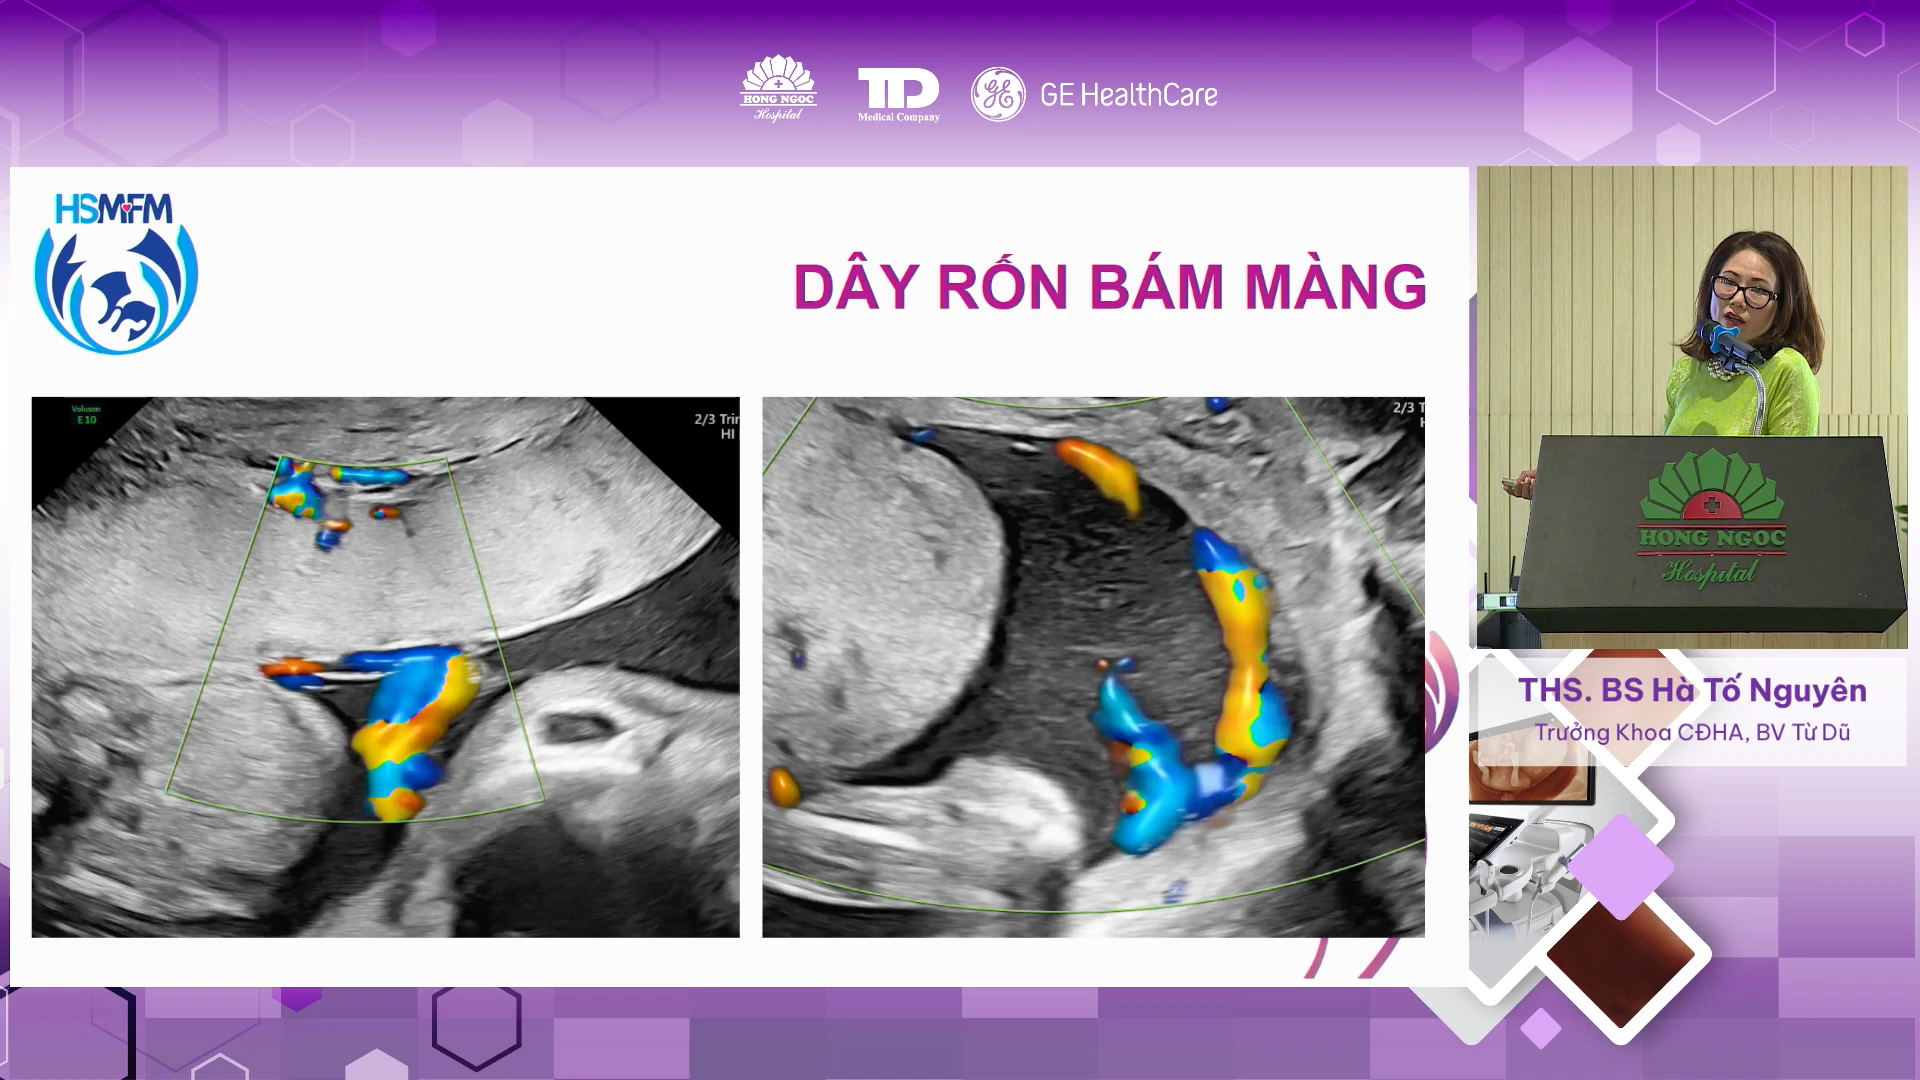 HONG NGOC
Hospital
TD
Medical Company
GE HealthCare
HSMFM
DÂY RỐN BÁM MÀNG
Voluson
E10
2/3 Trim
HI
2/3 T
H
HONG NGOC
Hospital
THS. BS Hà Tố Nguyên
Trưởng Khoa CĐHA, BV Từ Dũ